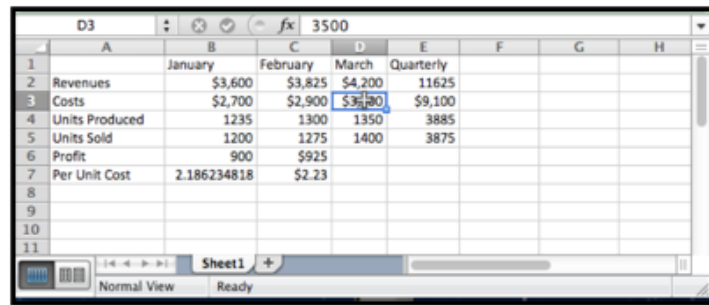 D3 fx 3500
A B C D E F G H
1 January February March Quarterly
2 Revenues $3,600 $3,825 $4,200 11625
3 Costs $2,700 $2,900 $9,100
4 Units Produced 1235 1300 1350 3885
5 Units Sold 1200 1275 1400 3875
6 Profit 900 $925
7 Per Unit Cost 2.186234818 $2.23
8
9
10
11
Sheet1 +
Normal View Ready